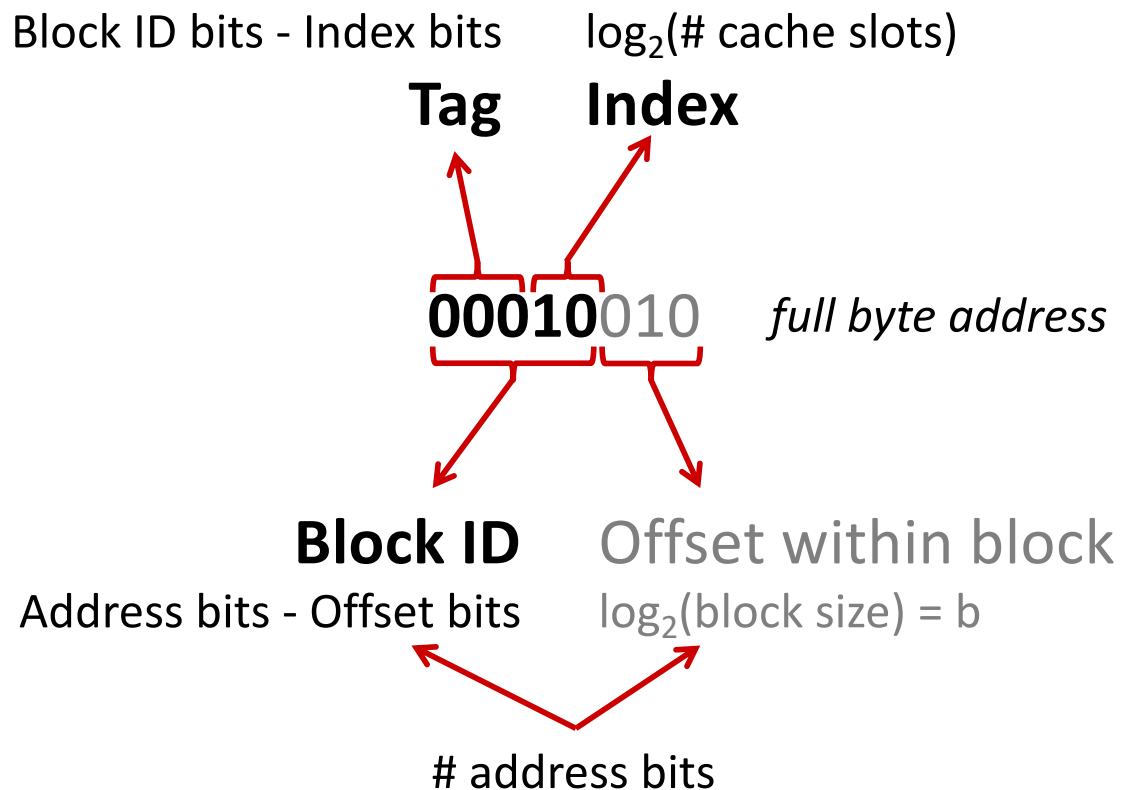 Block ID bits - Index bits
log₂(# cache slots)
Tag
Index
00010010
full byte address
Block ID
Offset within block
Address bits - Offset bits
log₂(block size) = b
# address bits